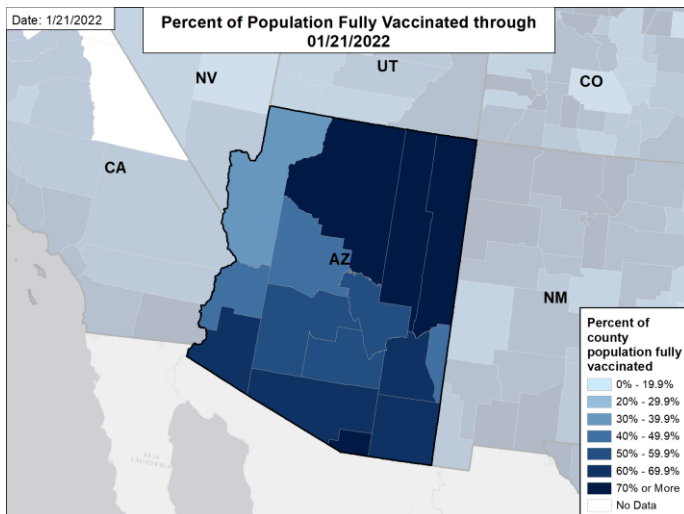 Date: 1/21/2022
Percent of Population Fully Vaccinated through
01/21/2022
NV
UT
CO
CA
AZ
NM
BAJA
CALIFORNIA
Percent of
county
population fully
vaccinated
0% - 19.9%
20% - 29.9%
30% - 39.9%
40% - 49.9%
50% - 59.9%
60% - 69.9%
70% or More
No Data